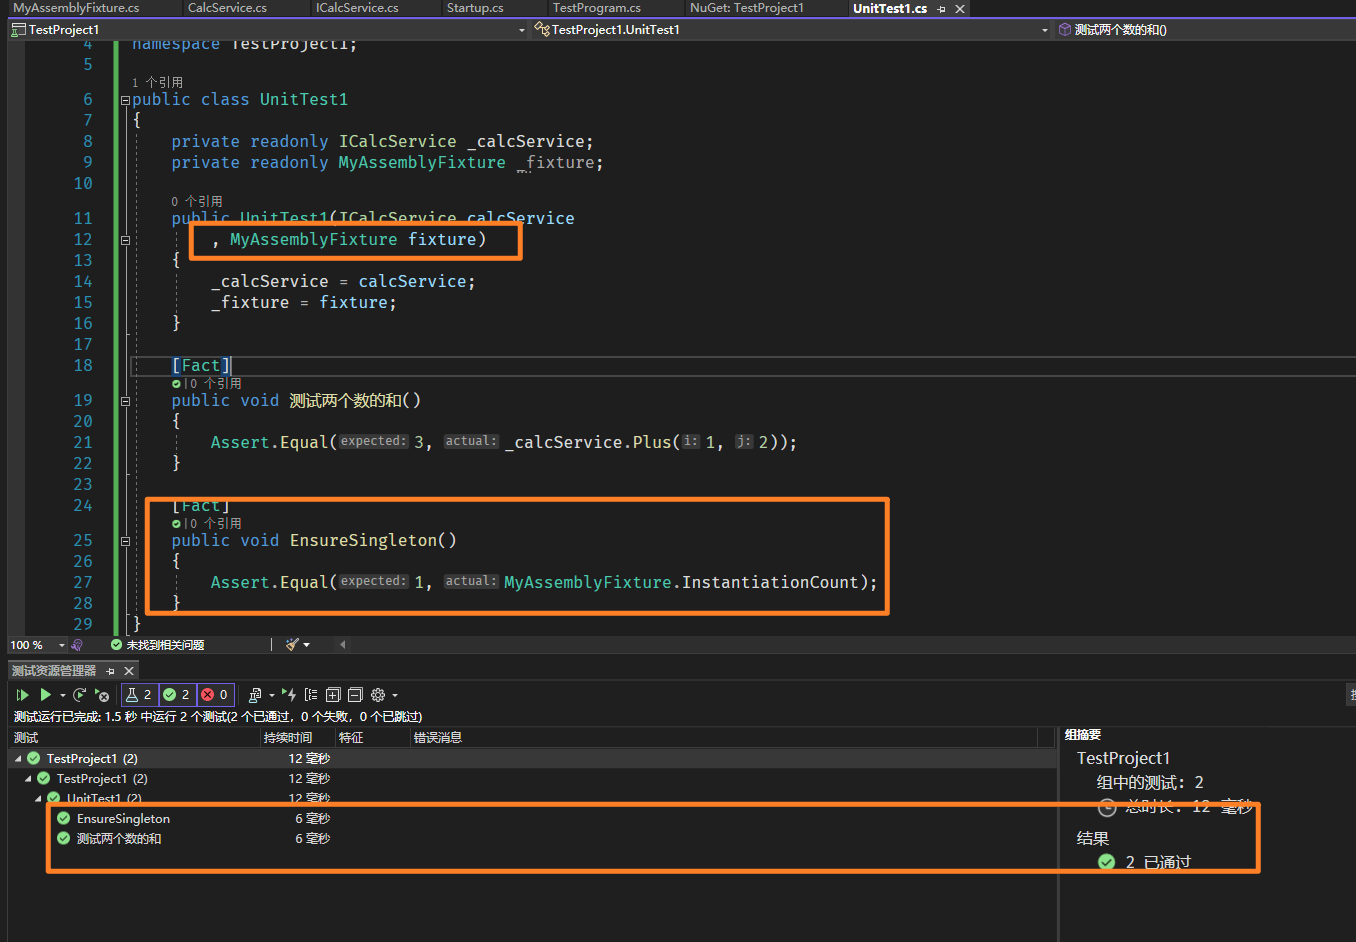 MyAssemblyFixture.cs CalcService.cs ICalcService.cs Startup.cs TestProgram.cs NuGet: TestProject1 UnitTest1.cs
TestProject1 TestProject1.UnitTest1 测试两个数的和()
4 namespace TestProject1;
5
1 个引用
6 public class UnitTest1
7 {
8 private readonly ICalcService _calcService;
9 private readonly MyAssemblyFixture _fixture;
10
0 个引用
11 public UnitTest1(ICalcService calcService
12 , MyAssemblyFixture fixture)
13 {
14 _calcService = calcService;
15 _fixture = fixture;
16 }
17
18 [Fact]
|0 个引用
19 public void 测试两个数的和()
20 {
21 Assert.Equal(expected: 3, actual: _calcService.Plus(i: 1, j: 2));
22 }
23
24 [Fact]
|0 个引用
25 public void EnsureSingleton()
26 {
27 Assert.Equal(expected: 1, actual: MyAssemblyFixture.InstantiationCount);
28 }
29 }
100 % 未找到相关问题
测试资源管理器
2 2 0
测试运行已完成: 1.5 秒 中运行 2 个测试(2 个已通过，0 个失败，0 个已跳过)
测试 持续时间 特征 错误消息
TestProject1 (2) 12 毫秒
TestProject1 (2) 12 毫秒
UnitTest1 (2) 12 毫秒
EnsureSingleton 6 毫秒
测试两个数的和 6 毫秒
组摘要
TestProject1
组中的测试: 2
总时长: 12 毫秒
结果
2 已通过